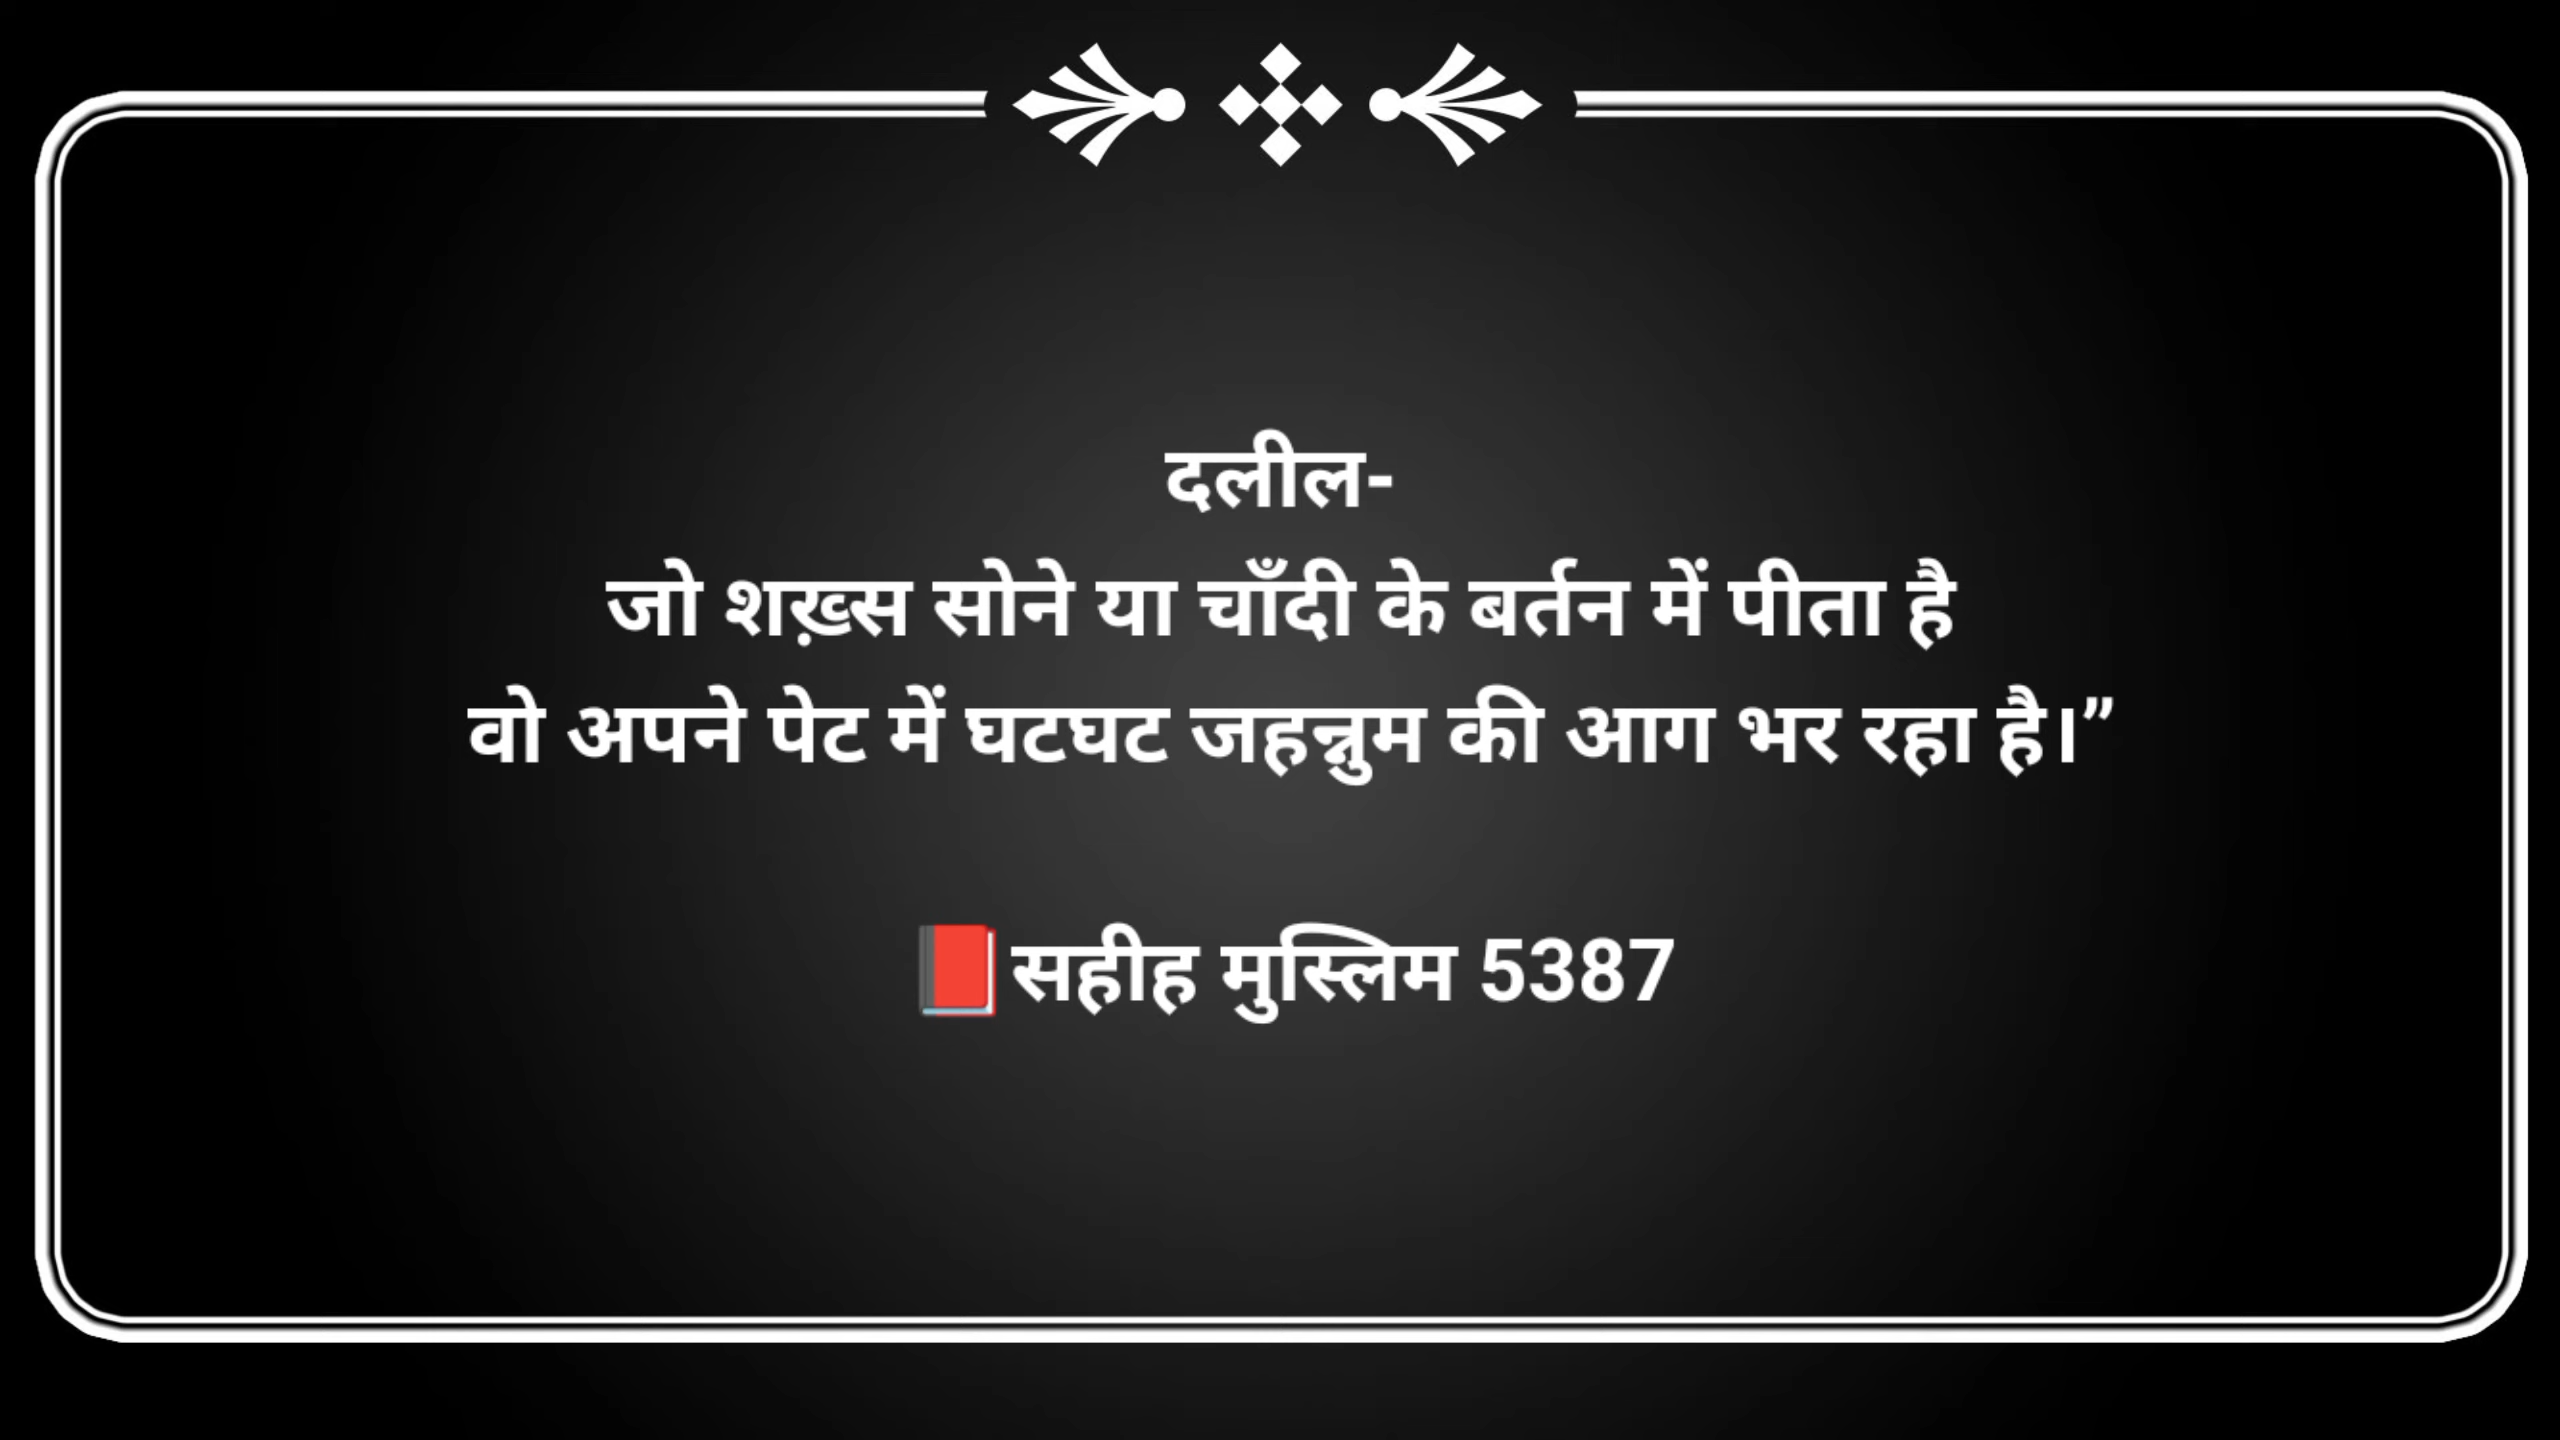 दलील-
जो शख़्स सोने या चाँदी के बर्तन में पीता है
वो अपने पेट में घटघट जहन्नुम की आग भर रहा है।”
📕सहीह मुस्लिम 5387